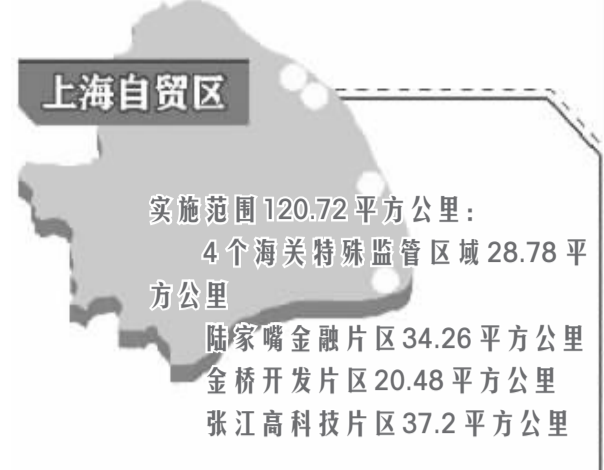 上海自贸区
实施范围120.72平方公里：
4个海关特殊监管区域28.78平
方公里
陆家嘴金融片区34.26平方公里
金桥开发片区20.48平方公里
张江高科技片区37.2平方公里